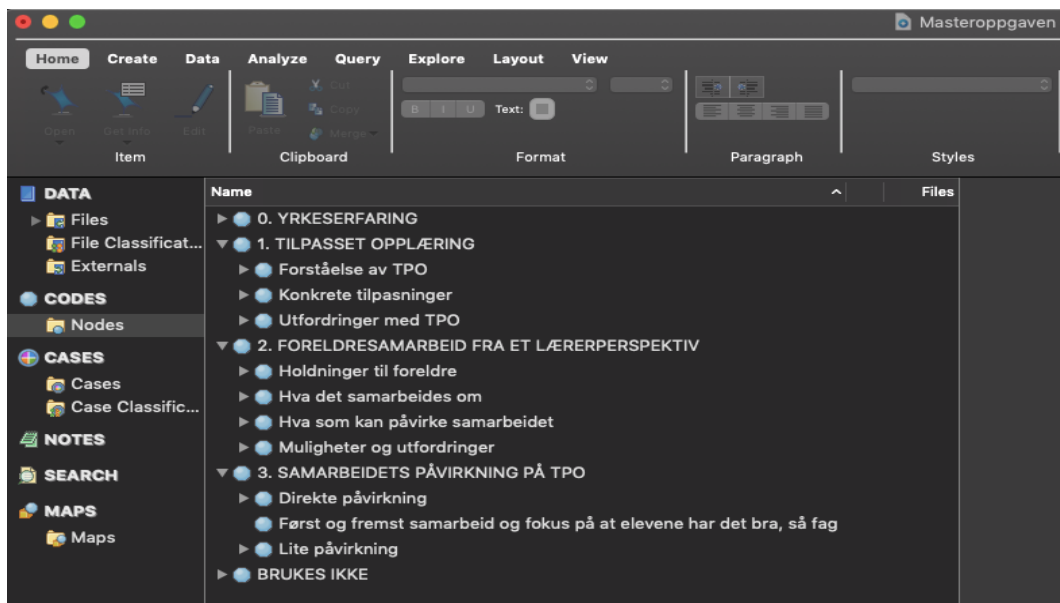 Masteroppgaven
Home Create Data Analyze Query Explore Layout View
Open Get Info Edit Paste Cut Copy Merge B I U Text:
Item Clipboard Format Paragraph Styles
DATA
Files
File Classificat...
Externals
CODES
Nodes
CASES
Cases
Case Classific...
NOTES
SEARCH
MAPS
Maps
Name Files
0. YRKESERFARING
1. TILPASSET OPPLÆRING
Forståelse av TPO
Konkrete tilpasninger
Utfordringer med TPO
2. FORELDRESAMARBEID FRA ET LÆRERPERSPEKTIV
Holdninger til foreldre
Hva det samarbeides om
Hva som kan påvirke samarbeidet
Muligheter og utfordringer
3. SAMARBEIDETS PÅVIRKNING PÅ TPO
Direkte påvirkning
Først og fremst samarbeid og fokus på at elevene har det bra, så fag
Lite påvirkning
BRUKES IKKE